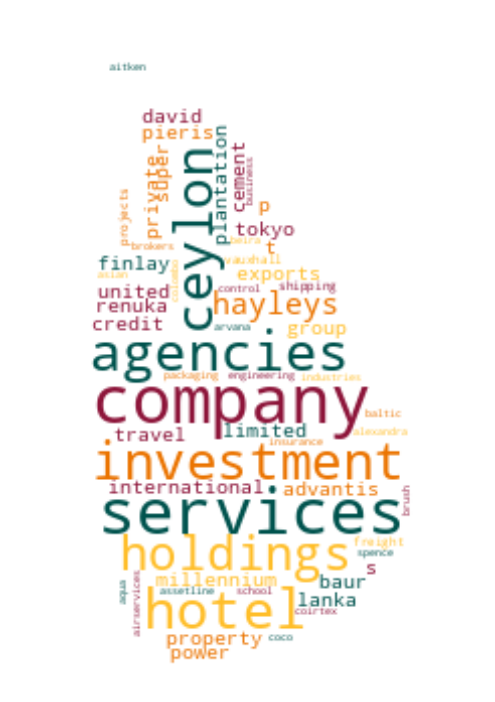 aitken
david
pieris
plantation
super
private
cement
business
projects
ceylon
p
tokyo
brokers
beira
t
finlay
vauxhall
asian
colombo
exports
united
control
shipping
renuka
hayleys
credit
arvana
group
agencies
packaging
engineering
industries
company
baltic
travel
limited
alexandra
insurance
investment
international
advantis
brush
services
holdings
freight
spence
s
millennium
baur
aqua
airservices
assetline
school
lanka
hotel
coirtex
property
coco
power